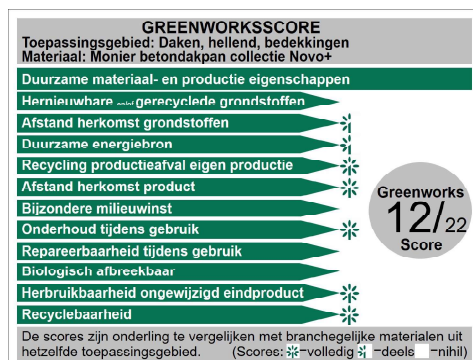 GREENWORKSSCORE
Toepassingsgebied: Daken, hellend, bedekkingen
Materiaal: Monier betondakpan collectie Novo+
Duurzame materiaal- en productie eigenschappen
Hernieuwbare en/of gerecyclede grondstoffen
Afstand herkomst grondstoffen
Duurzame energiebron
Recycling productieafval eigen productie
Afstand herkomst product
Bijzondere milieuwinst
Onderhoud tijdens gebruik
Repareerbaarheid tijdens gebruik
Biologisch afbreekbaar
Herbruikbaarheid ongewijzigd eindproduct
Recyclebaarheid
Greenworks
12/22
Score
De scores zijn onderling te vergelijken met branchegelijke materialen uit
hetzelfde toepassingsgebied. (Scores: =volledig =deels =nihil)